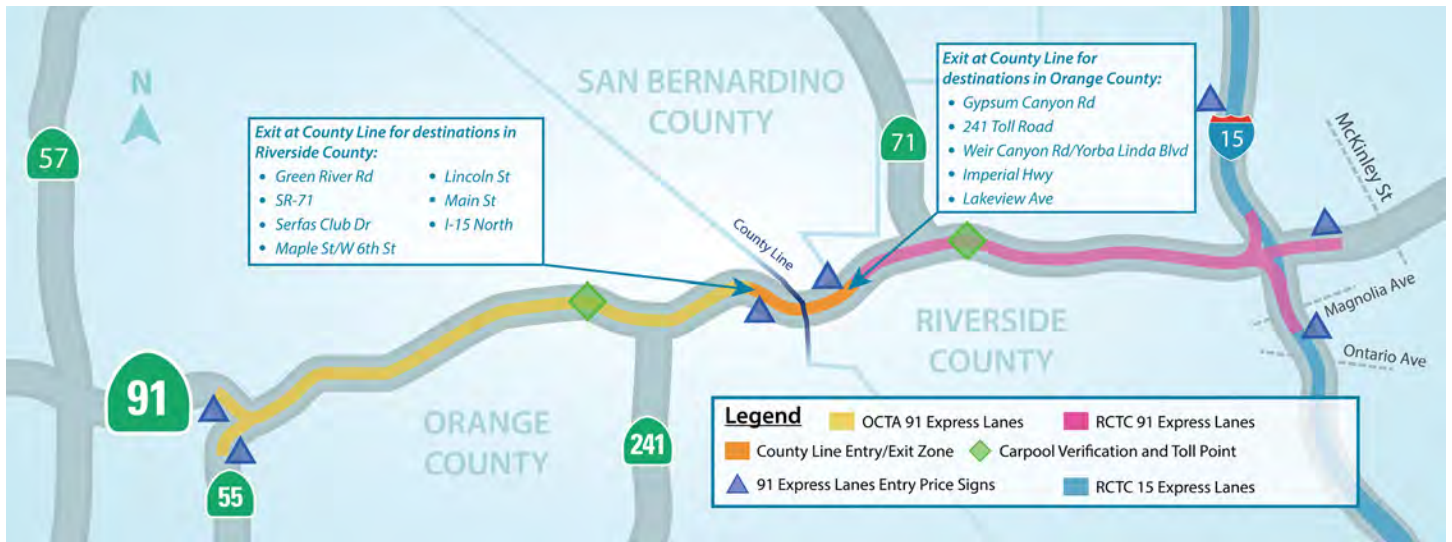 N
57
SAN BERNARDINO
COUNTY
Exit at County Line for destinations in
Riverside County:
• Green River Rd
• SR-71
• Serfas Club Dr
• Maple St/W 6th St
• Lincoln St
• Main St
• I-15 North
County Line
71
Exit at County Line for
destinations in Orange County:
• Gypsum Canyon Rd
• 241 Toll Road
• Weir Canyon Rd/Yorba Linda Blvd
• Imperial Hwy
• Lakeview Ave
15
McKinley St
Magnolia Ave
Ontario Ave
RIVERSIDE
COUNTY
91
ORANGE
COUNTY
55
241
Legend
OCTA 91 Express Lanes
RCTC 91 Express Lanes
County Line Entry/Exit Zone
Carpool Verification and Toll Point
91 Express Lanes Entry Price Signs
RCTC 15 Express Lanes